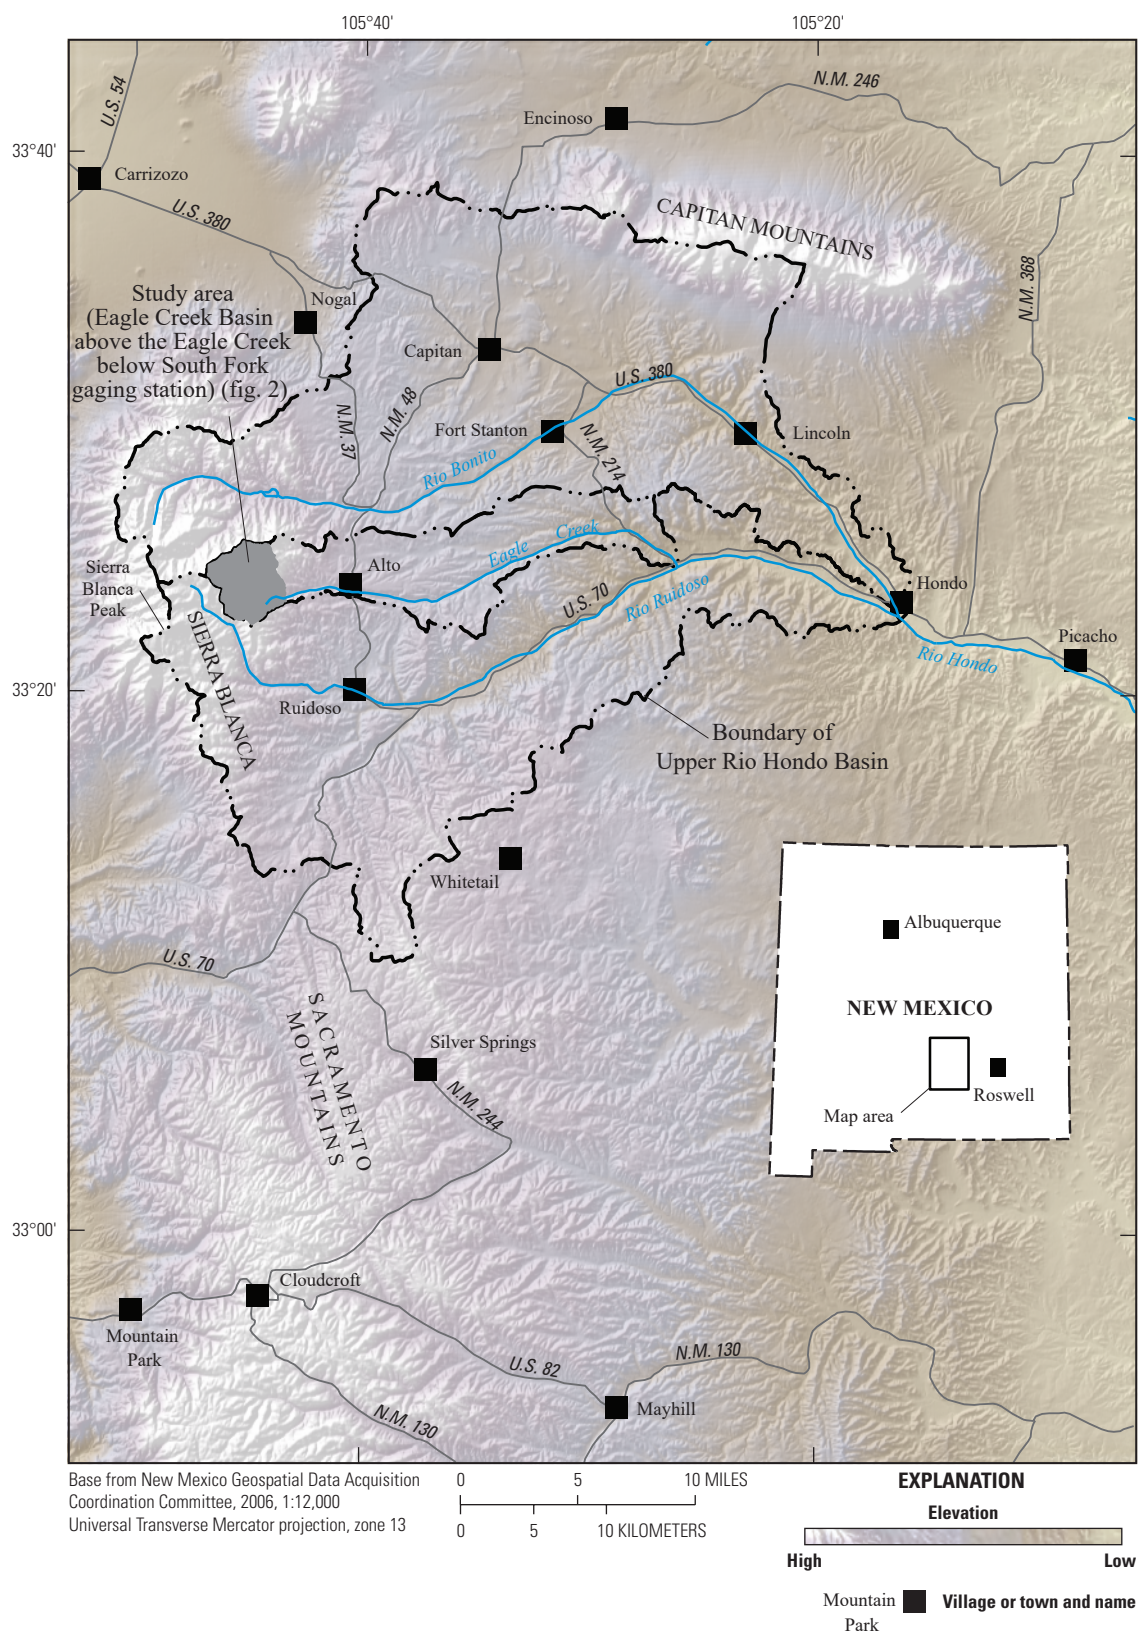 105°40'
105°20'
U.S. 54
N.M. 246
Encinoso
33°40'
Carrizozo
U.S. 380
CAPITAN MOUNTAINS
N.M. 368
Study area
(Eagle Creek Basin
above the Eagle Creek
below South Fork
gaging station) (fig. 2)
Nogal
Capitan
U.S. 380
N.M. 37
N.M. 48
Fort Stanton
N.M. 214
Lincoln
Rio Bonito
Eagle Creek
Alto
Sierra
Blanca
Peak
Hondo
U.S. 70
Rio Ruidoso
SIERRA BLANCA
Picacho
Rio Hondo
33°20'
Ruidoso
Boundary of
Upper Rio Hondo Basin
Whitetail
Albuquerque
U.S. 70
NEW MEXICO
SACRAMENTO
MOUNTAINS
Silver Springs
Roswell
Map area
N.M. 244
33°00'
Cloudcroft
Mountain
Park
U.S. 82
N.M. 130
Mayhill
N.M. 130
Base from New Mexico Geospatial Data Acquisition
Coordination Committee, 2006, 1:12,000
Universal Transverse Mercator projection, zone 13
0 5 10 MILES
0 5 10 KILOMETERS
EXPLANATION
Elevation
High Low
Mountain
Park
Village or town and name